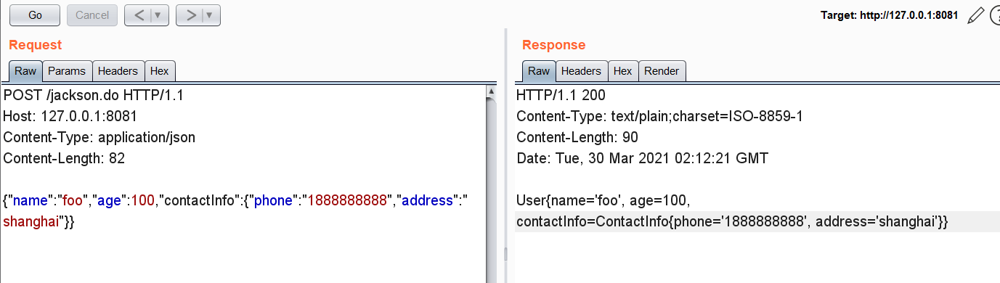 Go Cancel < > Target: http://127.0.0.1:8081 ?
Request
Raw Params Headers Hex
POST /jackson.do HTTP/1.1
Host: 127.0.0.1:8081
Content-Type: application/json
Content-Length: 82
{"name":"foo","age":100,"contactInfo":{"phone":"1888888888","address":"
shanghai"}}
Response
Raw Headers Hex Render
HTTP/1.1 200
Content-Type: text/plain;charset=ISO-8859-1
Content-Length: 90
Date: Tue, 30 Mar 2021 02:12:21 GMT
User{name='foo', age=100,
contactInfo=ContactInfo{phone='1888888888', address='shanghai'}}